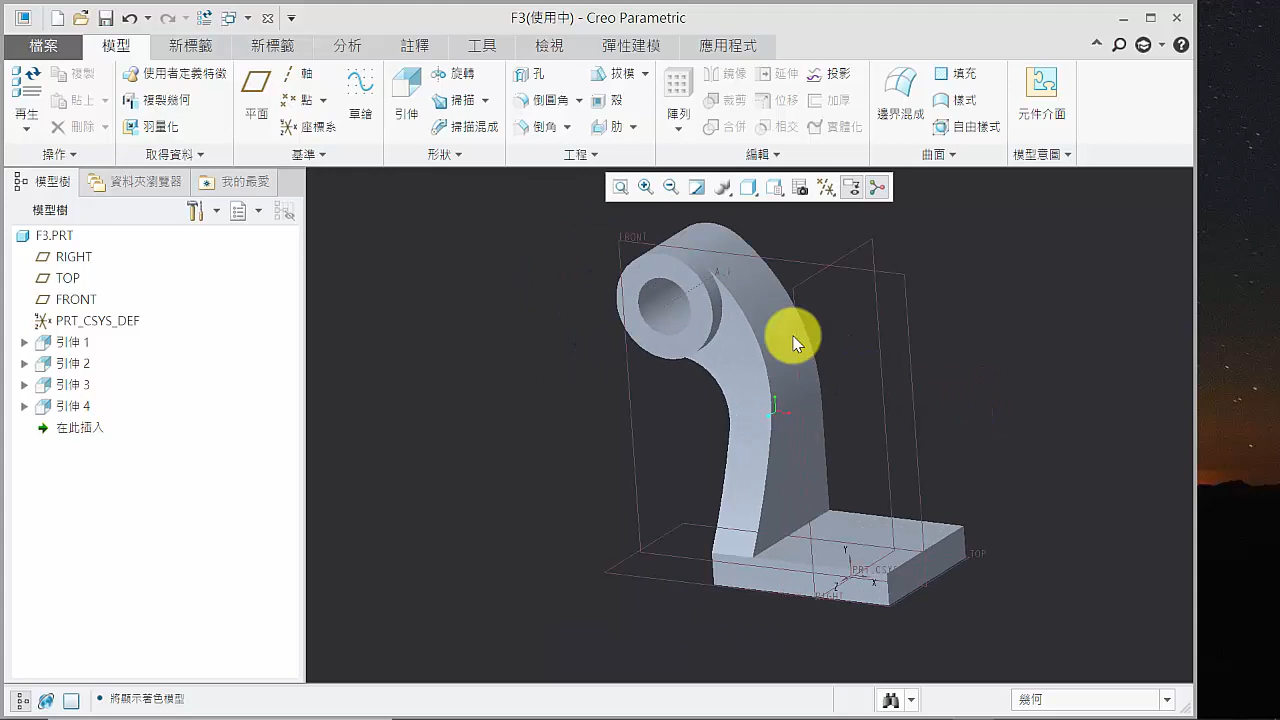 F3(使用中) - Creo Parametric
檔案 模型 新標籤 新標籤 分析 註釋 工具 檢視 彈性建模 應用程式
複製 使用者定義特徵 軸 旋轉 孔 拔模 鏡像 延伸 投影 填充
貼上 複製幾何 點 掃描 倒圓角 殼 裁剪 位移 加厚 樣式
再生 平面 草繪 引伸 陣列 邊界混成 元件介面
刪除 羽量化 座標系 掃描混成 倒角 肋 合併 相交 實體化 自由樣式
操作 取得資料 基準 形狀 工程 編輯 曲面 模型意圖
模型樹 資料夾瀏覽器 我的最愛
模型樹
F3.PRT
RIGHT
TOP
FRONT
PRT_CSYS_DEF
引伸 1
引伸 2
引伸 3
引伸 4
在此插入
FRONT
TOP
Y
PRT_CSYS
X
Z
RIGHT
將顯示著色模型
幾何